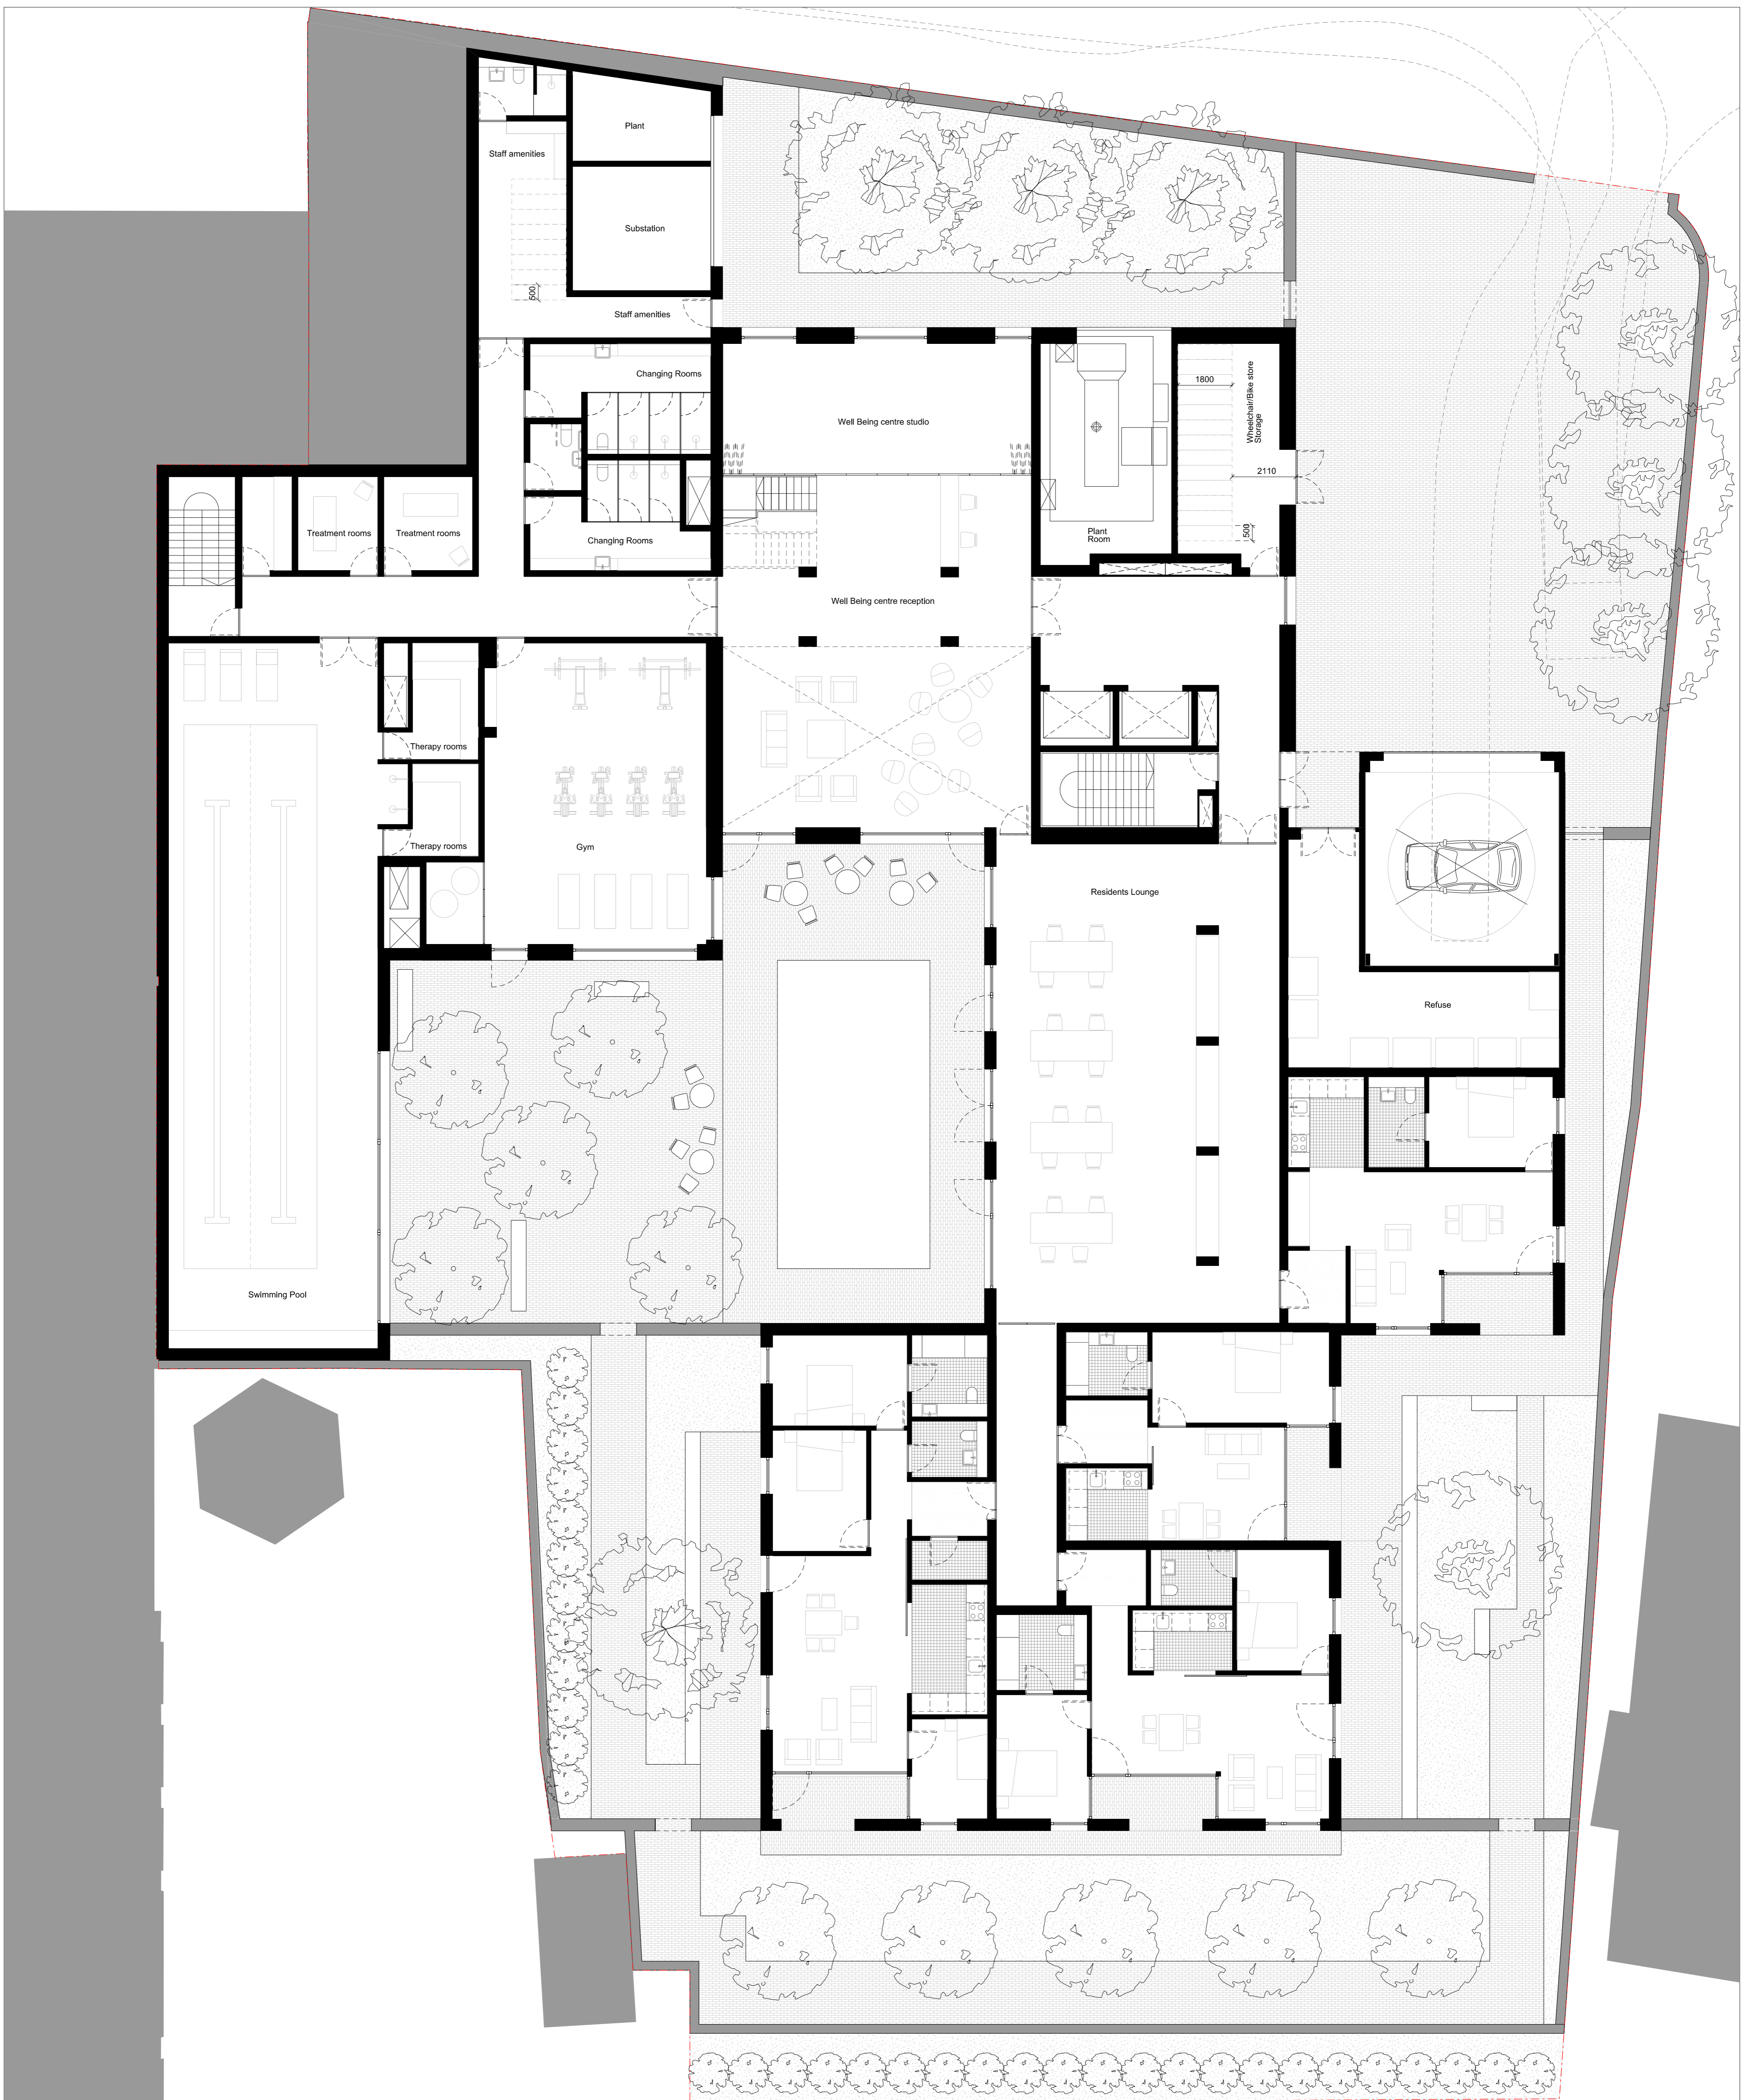 Plant
Staff amenities
Substation
500
Staff amenities
Changing Rooms
1800
Wheelchair/Bike store
Storage
Well Being centre studio
2110
Treatment rooms
Treatment rooms
Changing Rooms
Plant
Room
500
Well Being centre reception
Therapy rooms
Therapy rooms
Gym
Residents Lounge
Refuse
Swimming Pool